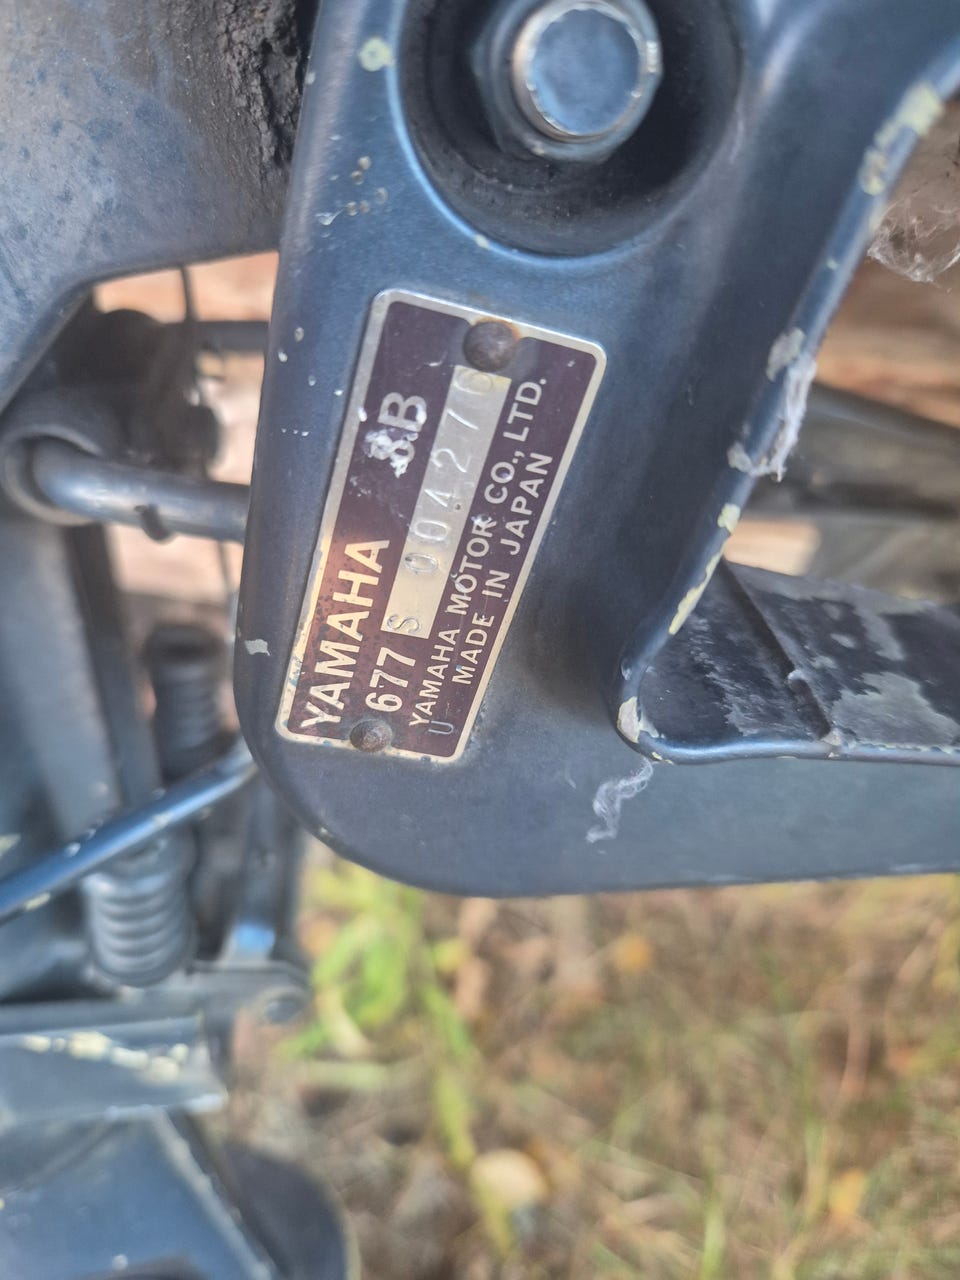 YAMAHA 8B
677 S 004276
YAMAHA MOTOR CO., LTD.
U MADE IN JAPAN